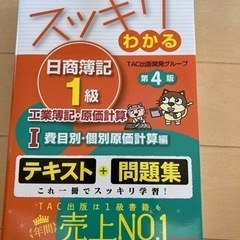 スッキリ
わかる
TAC出版開発グループ
日商簿記
1級
第4版
工業簿記・原価計算
I 費目別・個別原価計算編
テキスト+問題集
これ一冊でスッキリ学習!
TAC出版は1級書籍も
年間
売上NO.1